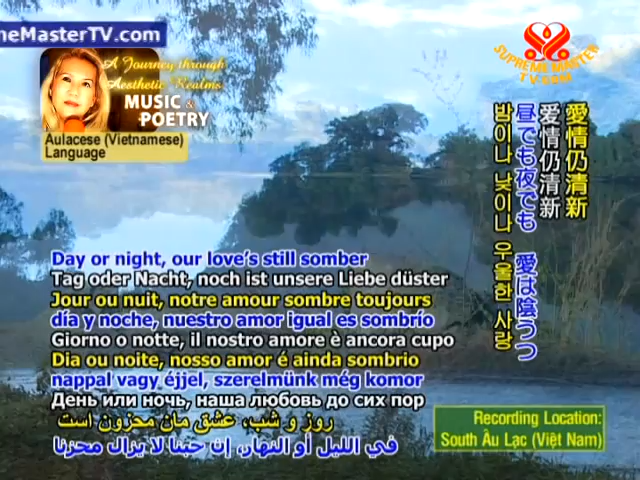 neMasterTV.com
A Journey through
Aesthetic Realms
MUSIC &
POETRY
Aulacese (Vietnamese)
Language
SUPREME MASTER
TV
愛情仍清新
爱情仍清新
昼でも夜でも 愛は陰うつ
밤이나 낮이나 우울한 사랑
Day or night, our love's still somber
Tag oder Nacht, noch ist unsere Liebe düster
Jour ou nuit, notre amour sombre toujours
día y noche, nuestro amor igual es sombrío
Giorno o notte, il nostro amore è ancora cupo
Dia ou noite, nosso amor é ainda sombrio
nappal vagy éjjel, szerelmünk még komor
День или ночь, наша любовь до сих пор
روز و شب، عشق مان محزون است
في الليل أو النهار، إن حبنا لا يزال محزنا
Recording Location:
South Âu Lạc (Việt Nam)